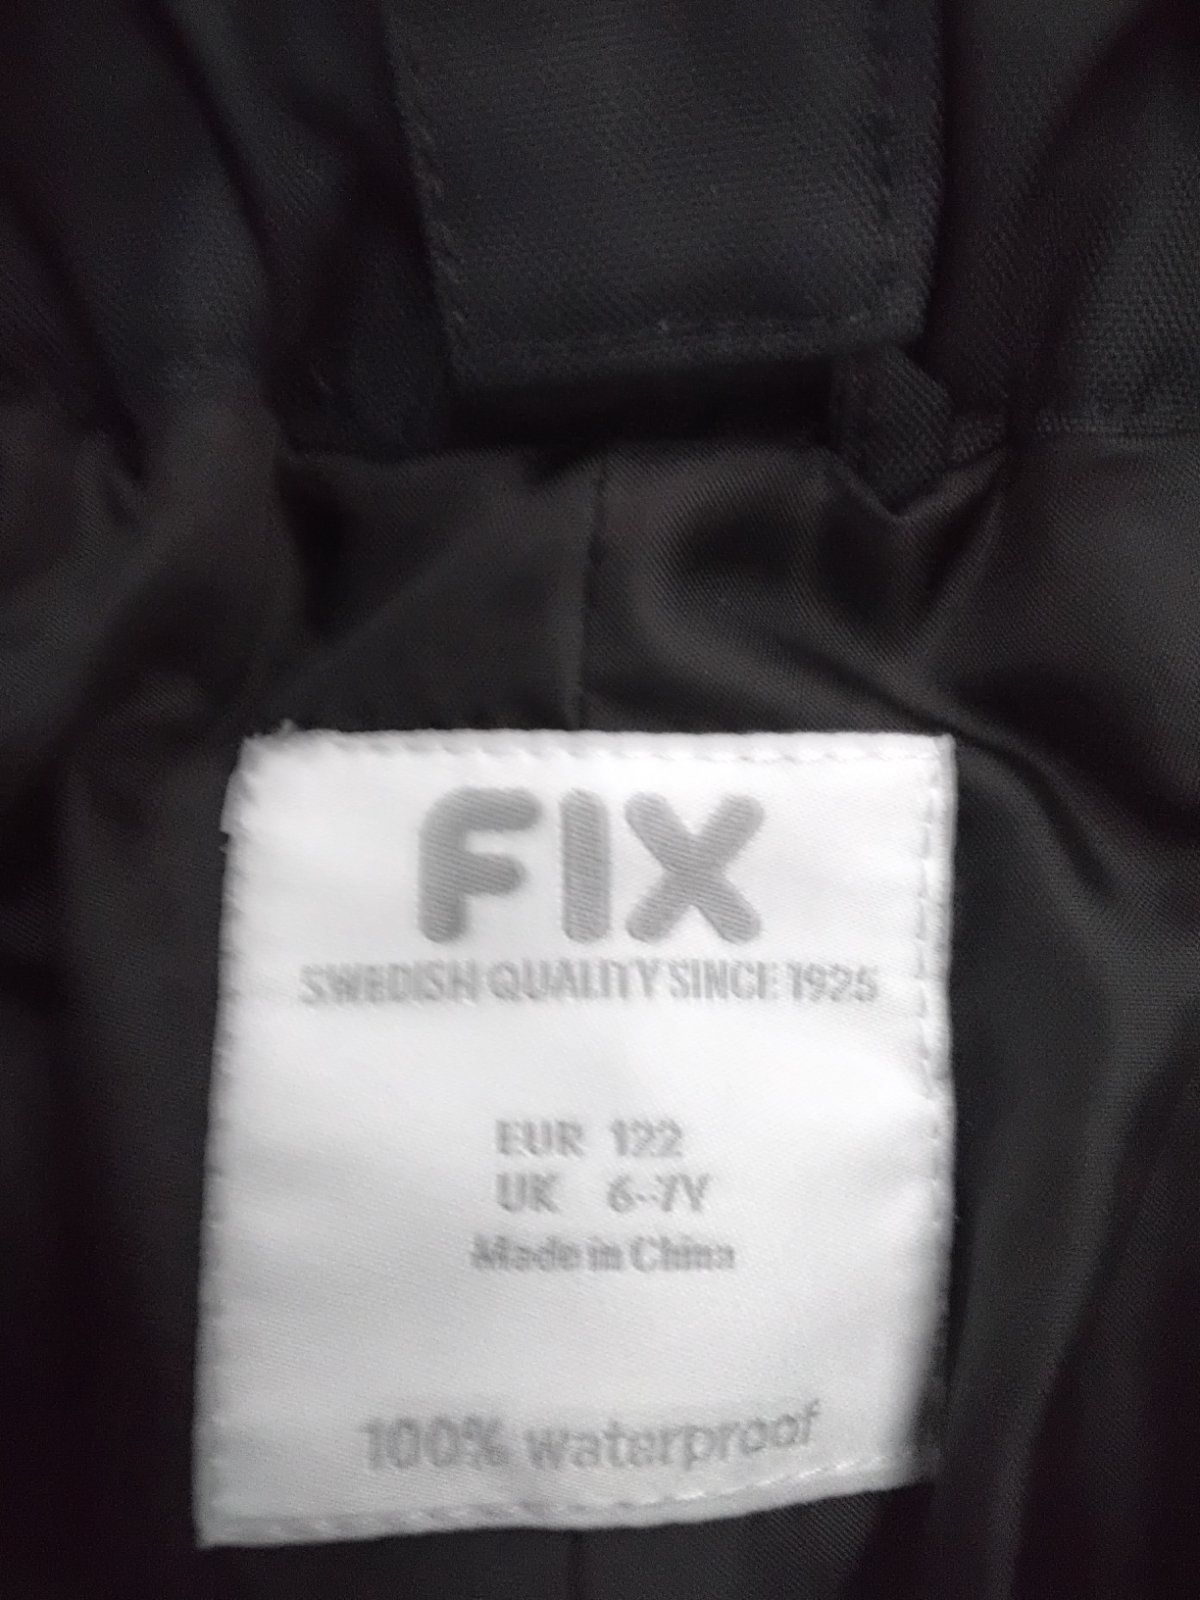 FIX
SWEDISH QUALITY SINCE 1925
EUR 122
UK 6-7Y
Made in China
100% waterproof